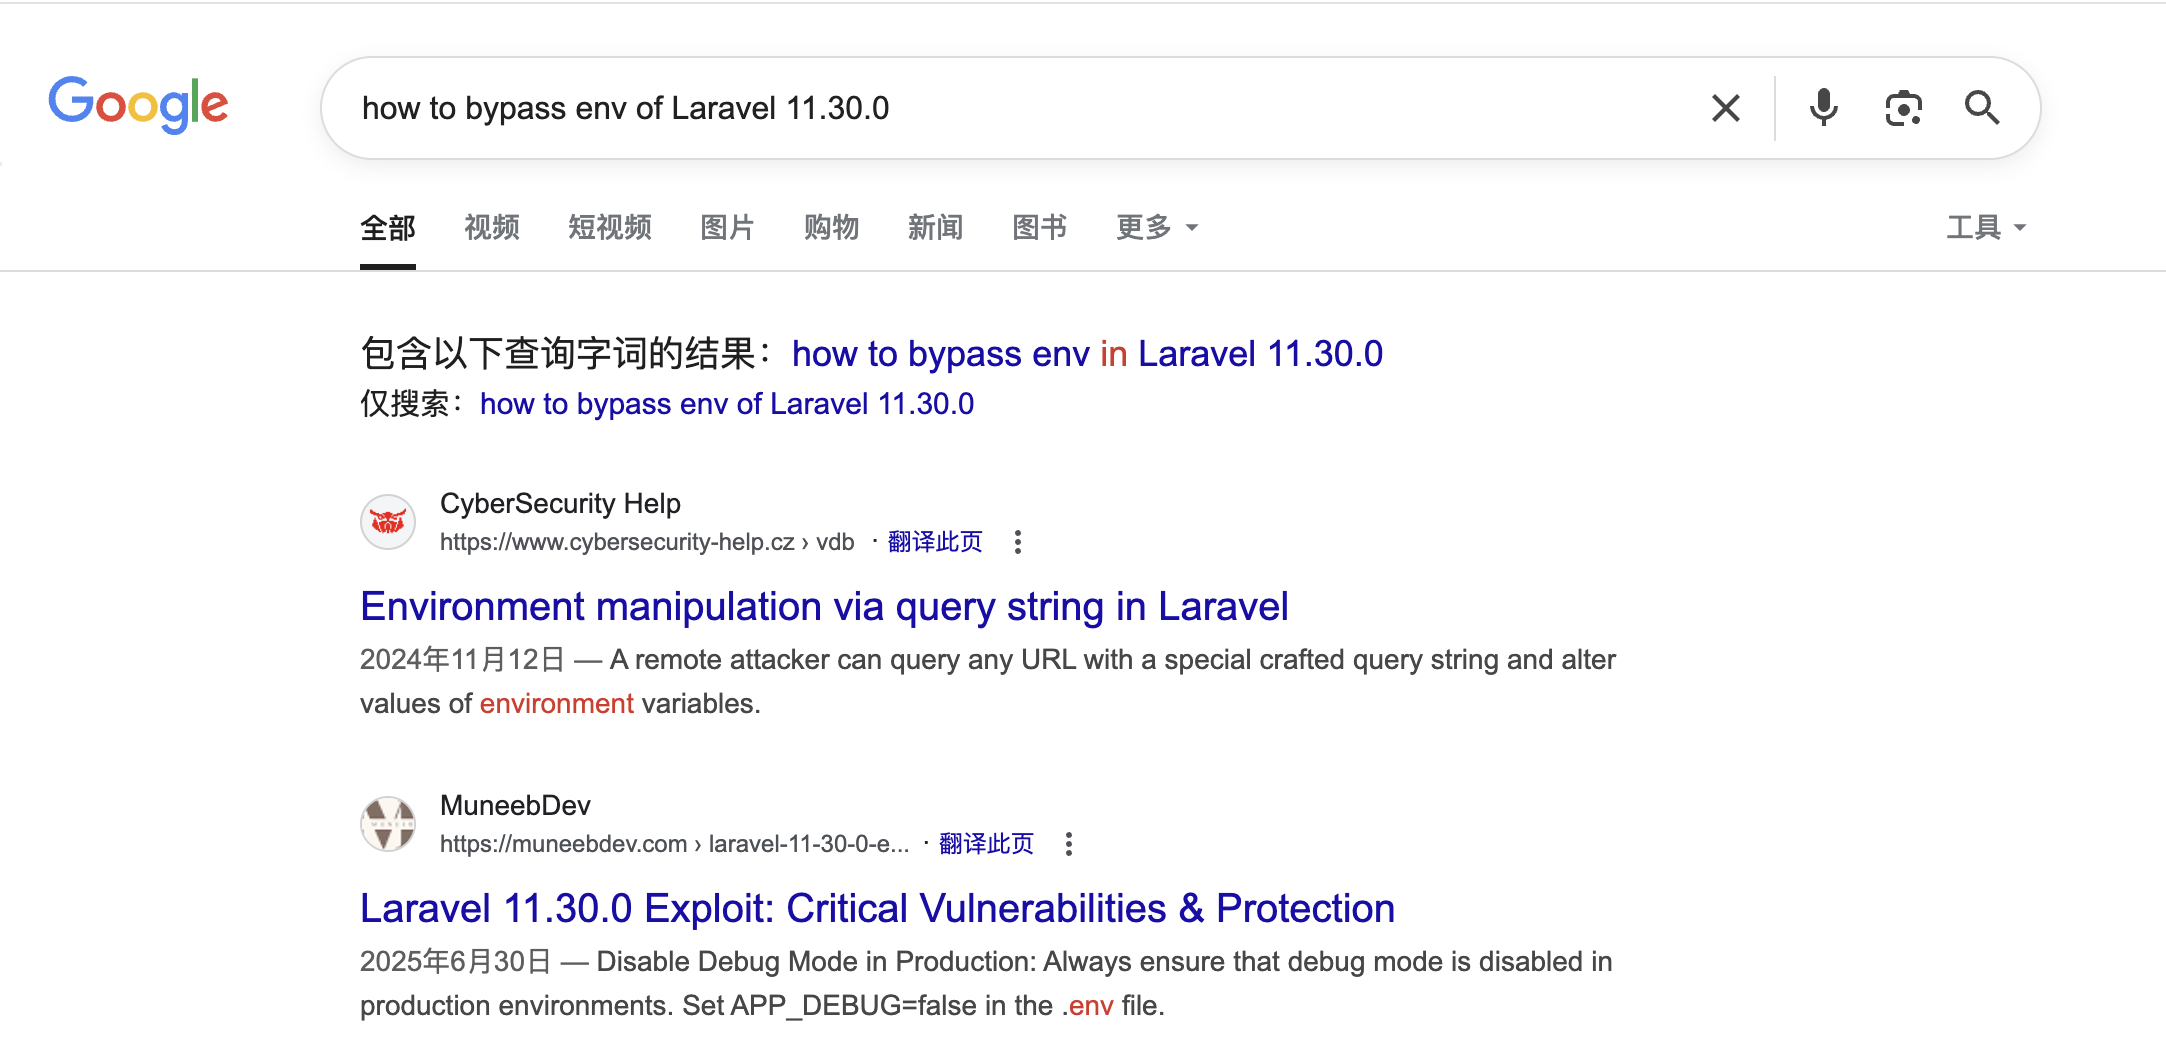 Google
how to bypass env of Laravel 11.30.0
全部 视频 短视频 图片 购物 新闻 图书 更多 工具
包含以下查询字词的结果： how to bypass env in Laravel 11.30.0
仅搜索： how to bypass env of Laravel 11.30.0
CyberSecurity Help
https://www.cybersecurity-help.cz › vdb · 翻译此页
Environment manipulation via query string in Laravel
2024年11月12日 — A remote attacker can query any URL with a special crafted query string and alter
values of environment variables.
MuneebDev
https://muneebdev.com › laravel-11-30-0-e... · 翻译此页
Laravel 11.30.0 Exploit: Critical Vulnerabilities & Protection
2025年6月30日 — Disable Debug Mode in Production: Always ensure that debug mode is disabled in
production environments. Set APP_DEBUG=false in the .env file.